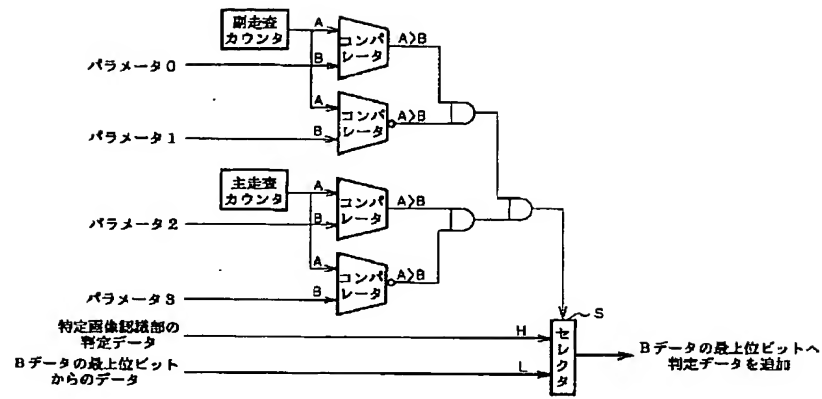 副走査
カウンタ
A
コンパ
レータ
A>B
パラメータ0
B
A
コンパ
レータ
A>B
パラメータ1
B
主走査
カウンタ
A
コンパ
レータ
A>B
パラメータ2
B
A
コンパ
レータ
A>B
パラメータ3
B
特定画像認識部の
判定データ
H
S
セレクタ
Bデータの最上位ビットへ
判定データを追加
Bデータの最上位ビット
からのデータ
L